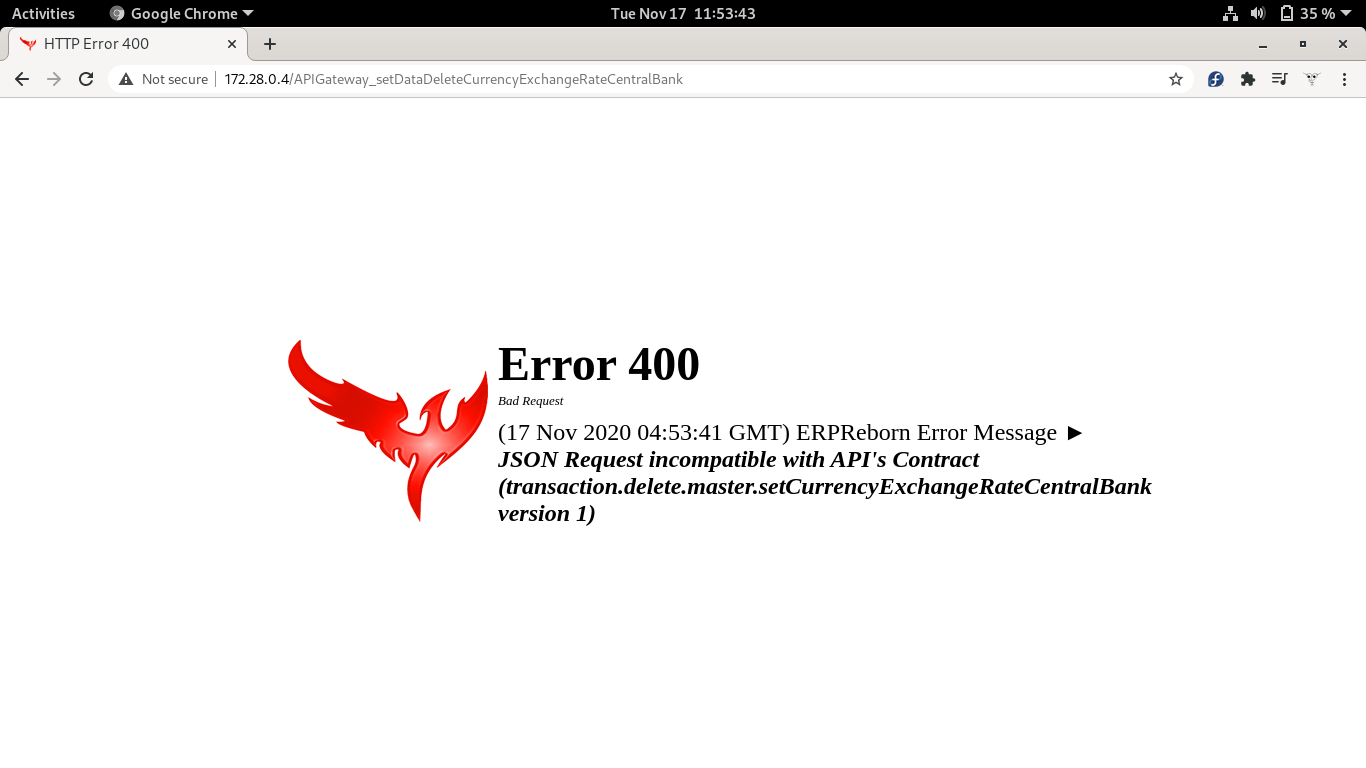 Activities Google Chrome Tue Nov 17 11:53:43 35 %
HTTP Error 400
Not secure 172.28.0.4/APIGateway_setDataDeleteCurrencyExchangeRateCentralBank
Error 400
Bad Request
(17 Nov 2020 04:53:41 GMT) ERPReborn Error Message ►
JSON Request incompatible with API's Contract
(transaction.delete.master.setCurrencyExchangeRateCentralBank
version 1)